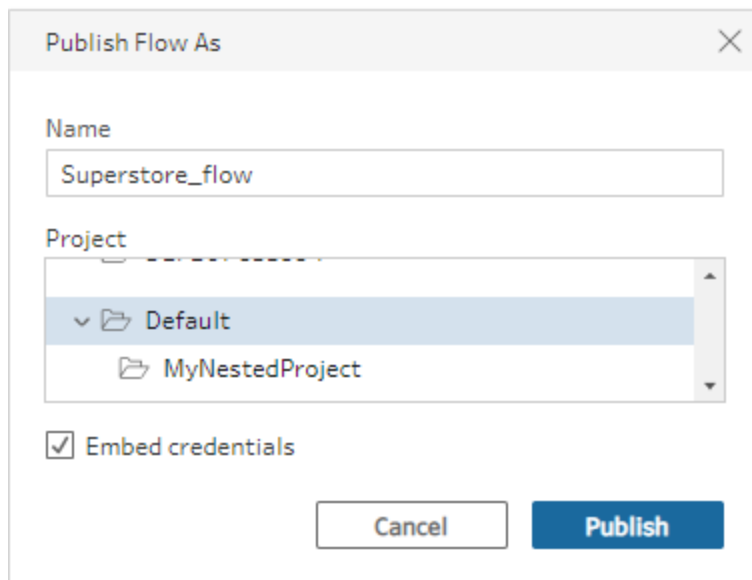 Publish Flow As
Name
Superstore_flow
Project
Default
MyNestedProject
Embed credentials
Cancel
Publish